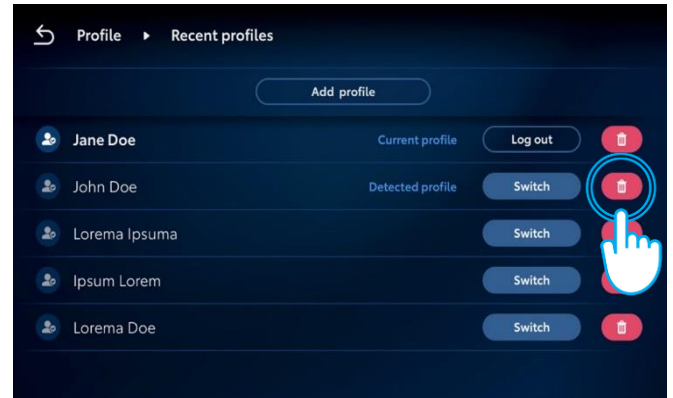 Profile ▸ Recent profiles
Add profile
Jane Doe Current profile Log out
John Doe Detected profile Switch
Lorema Ipsuma Switch
Ipsum Lorem Switch
Lorema Doe Switch